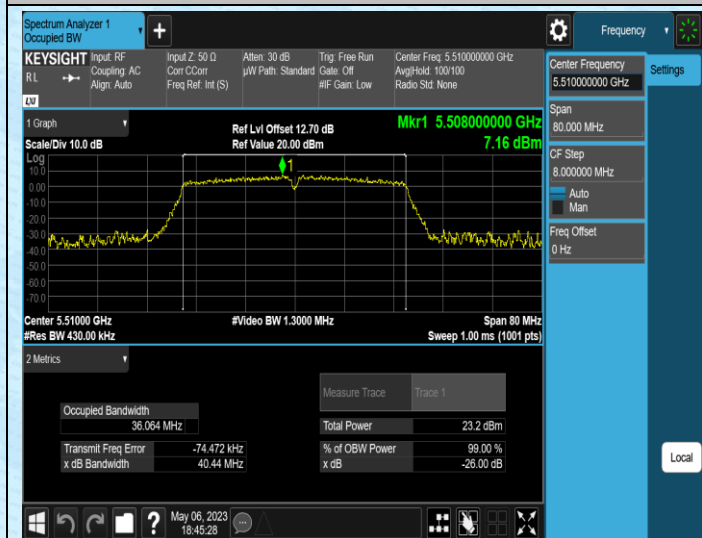 Spectrum Analyzer 1
Occupied BW
Frequency
KEYSIGHT
R L
LXI
Input: RF
Coupling: AC
Align: Auto
Input Z: 50 Ω
Corr CCorr
Freq Ref: Int (S)
Atten: 30 dB
µW Path: Standard
Trig: Free Run
Gate: Off
#IF Gain: Low
Center Freq: 5.510000000 GHz
Avg|Hold: 100/100
Radio Std: None
Center Frequency
5.510000000 GHz
Settings
Span
80.000 MHz
CF Step
8.000000 MHz
Auto
Man
Freq Offset
0 Hz
Local
1 Graph
Scale/Div 10.0 dB
Ref Lvl Offset 12.70 dB
Ref Value 20.00 dBm
Mkr1 5.508000000 GHz
7.16 dBm
Log
10.0
0.00
-10.0
-20.0
-30.0
-40.0
-50.0
-60.0
-70.0
1
Center 5.51000 GHz
#Res BW 430.00 kHz
#Video BW 1.3000 MHz
Span 80 MHz
Sweep 1.00 ms (1001 pts)
2 Metrics
Measure Trace Trace 1
Occupied Bandwidth
36.064 MHz
Total Power 23.2 dBm
Transmit Freq Error -74.472 kHz
% of OBW Power 99.00 %
x dB Bandwidth 40.44 MHz
x dB -26.00 dB
?
May 06, 2023
18:45:28